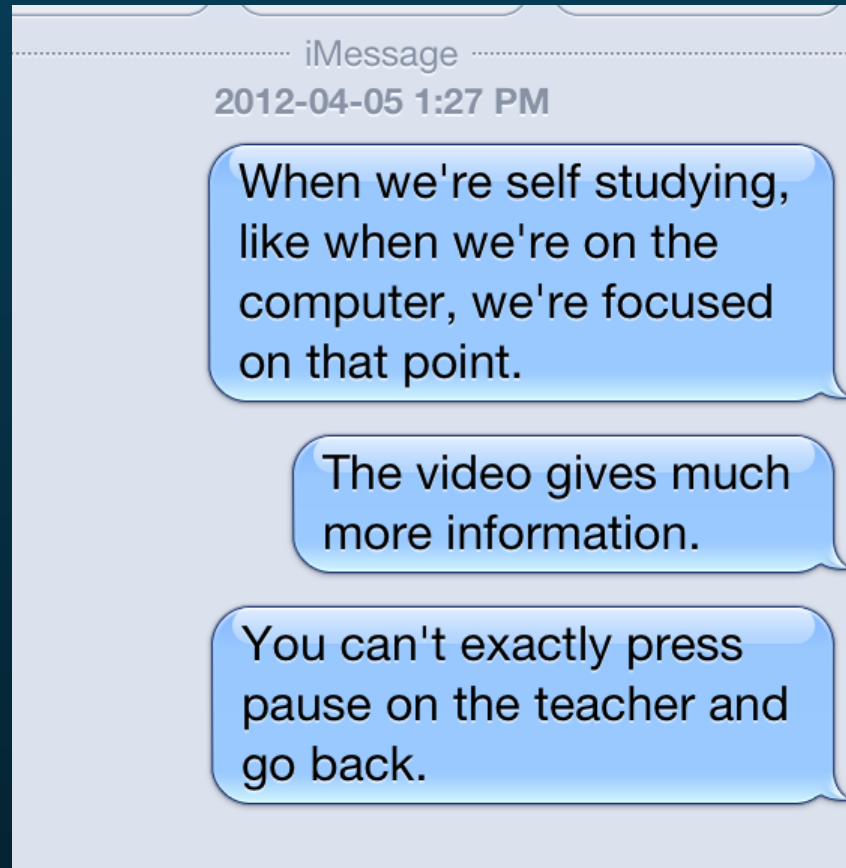 iMessage
2012-04-05 1:27 PM
When we're self studying,
like when we're on the
computer, we're focused
on that point.
The video gives much
more information.
You can't exactly press
pause on the teacher and
go back.